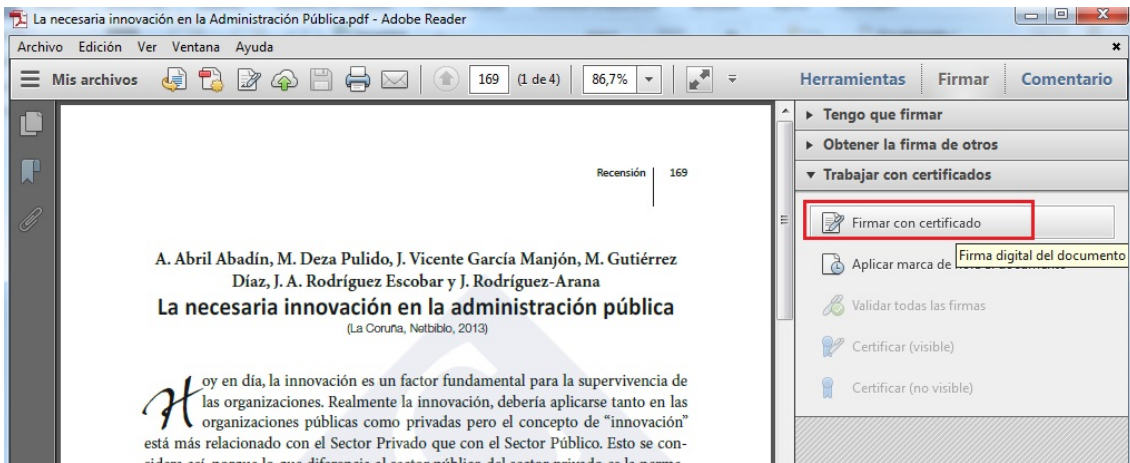 La necesaria innovación en la Administración Pública.pdf - Adobe Reader
Archivo Edición Ver Ventana Ayuda
Mis archivos 169 (1 de 4) 86,7% Herramientas Firmar Comentario
Tengo que firmar
Obtener la firma de otros
Trabajar con certificados
Firmar con certificado
Firma digital del documento
Aplicar marca de
Validar todas las firmas
Certificar (visible)
Certificar (no visible)
Recensión 169
A. Abril Abadín, M. Deza Pulido, J. Vicente García Manjón, M. Gutiérrez
Díaz, J. A. Rodríguez Escobar y J. Rodríguez-Arana
La necesaria innovación en la administración pública
(La Coruña, Netbiblo, 2013)
Hoy en día, la innovación es un factor fundamental para la supervivencia de
las organizaciones. Realmente la innovación, debería aplicarse tanto en las
organizaciones públicas como privadas pero el concepto de “innovación”
está más relacionado con el Sector Privado que con el Sector Público. Esto se con-